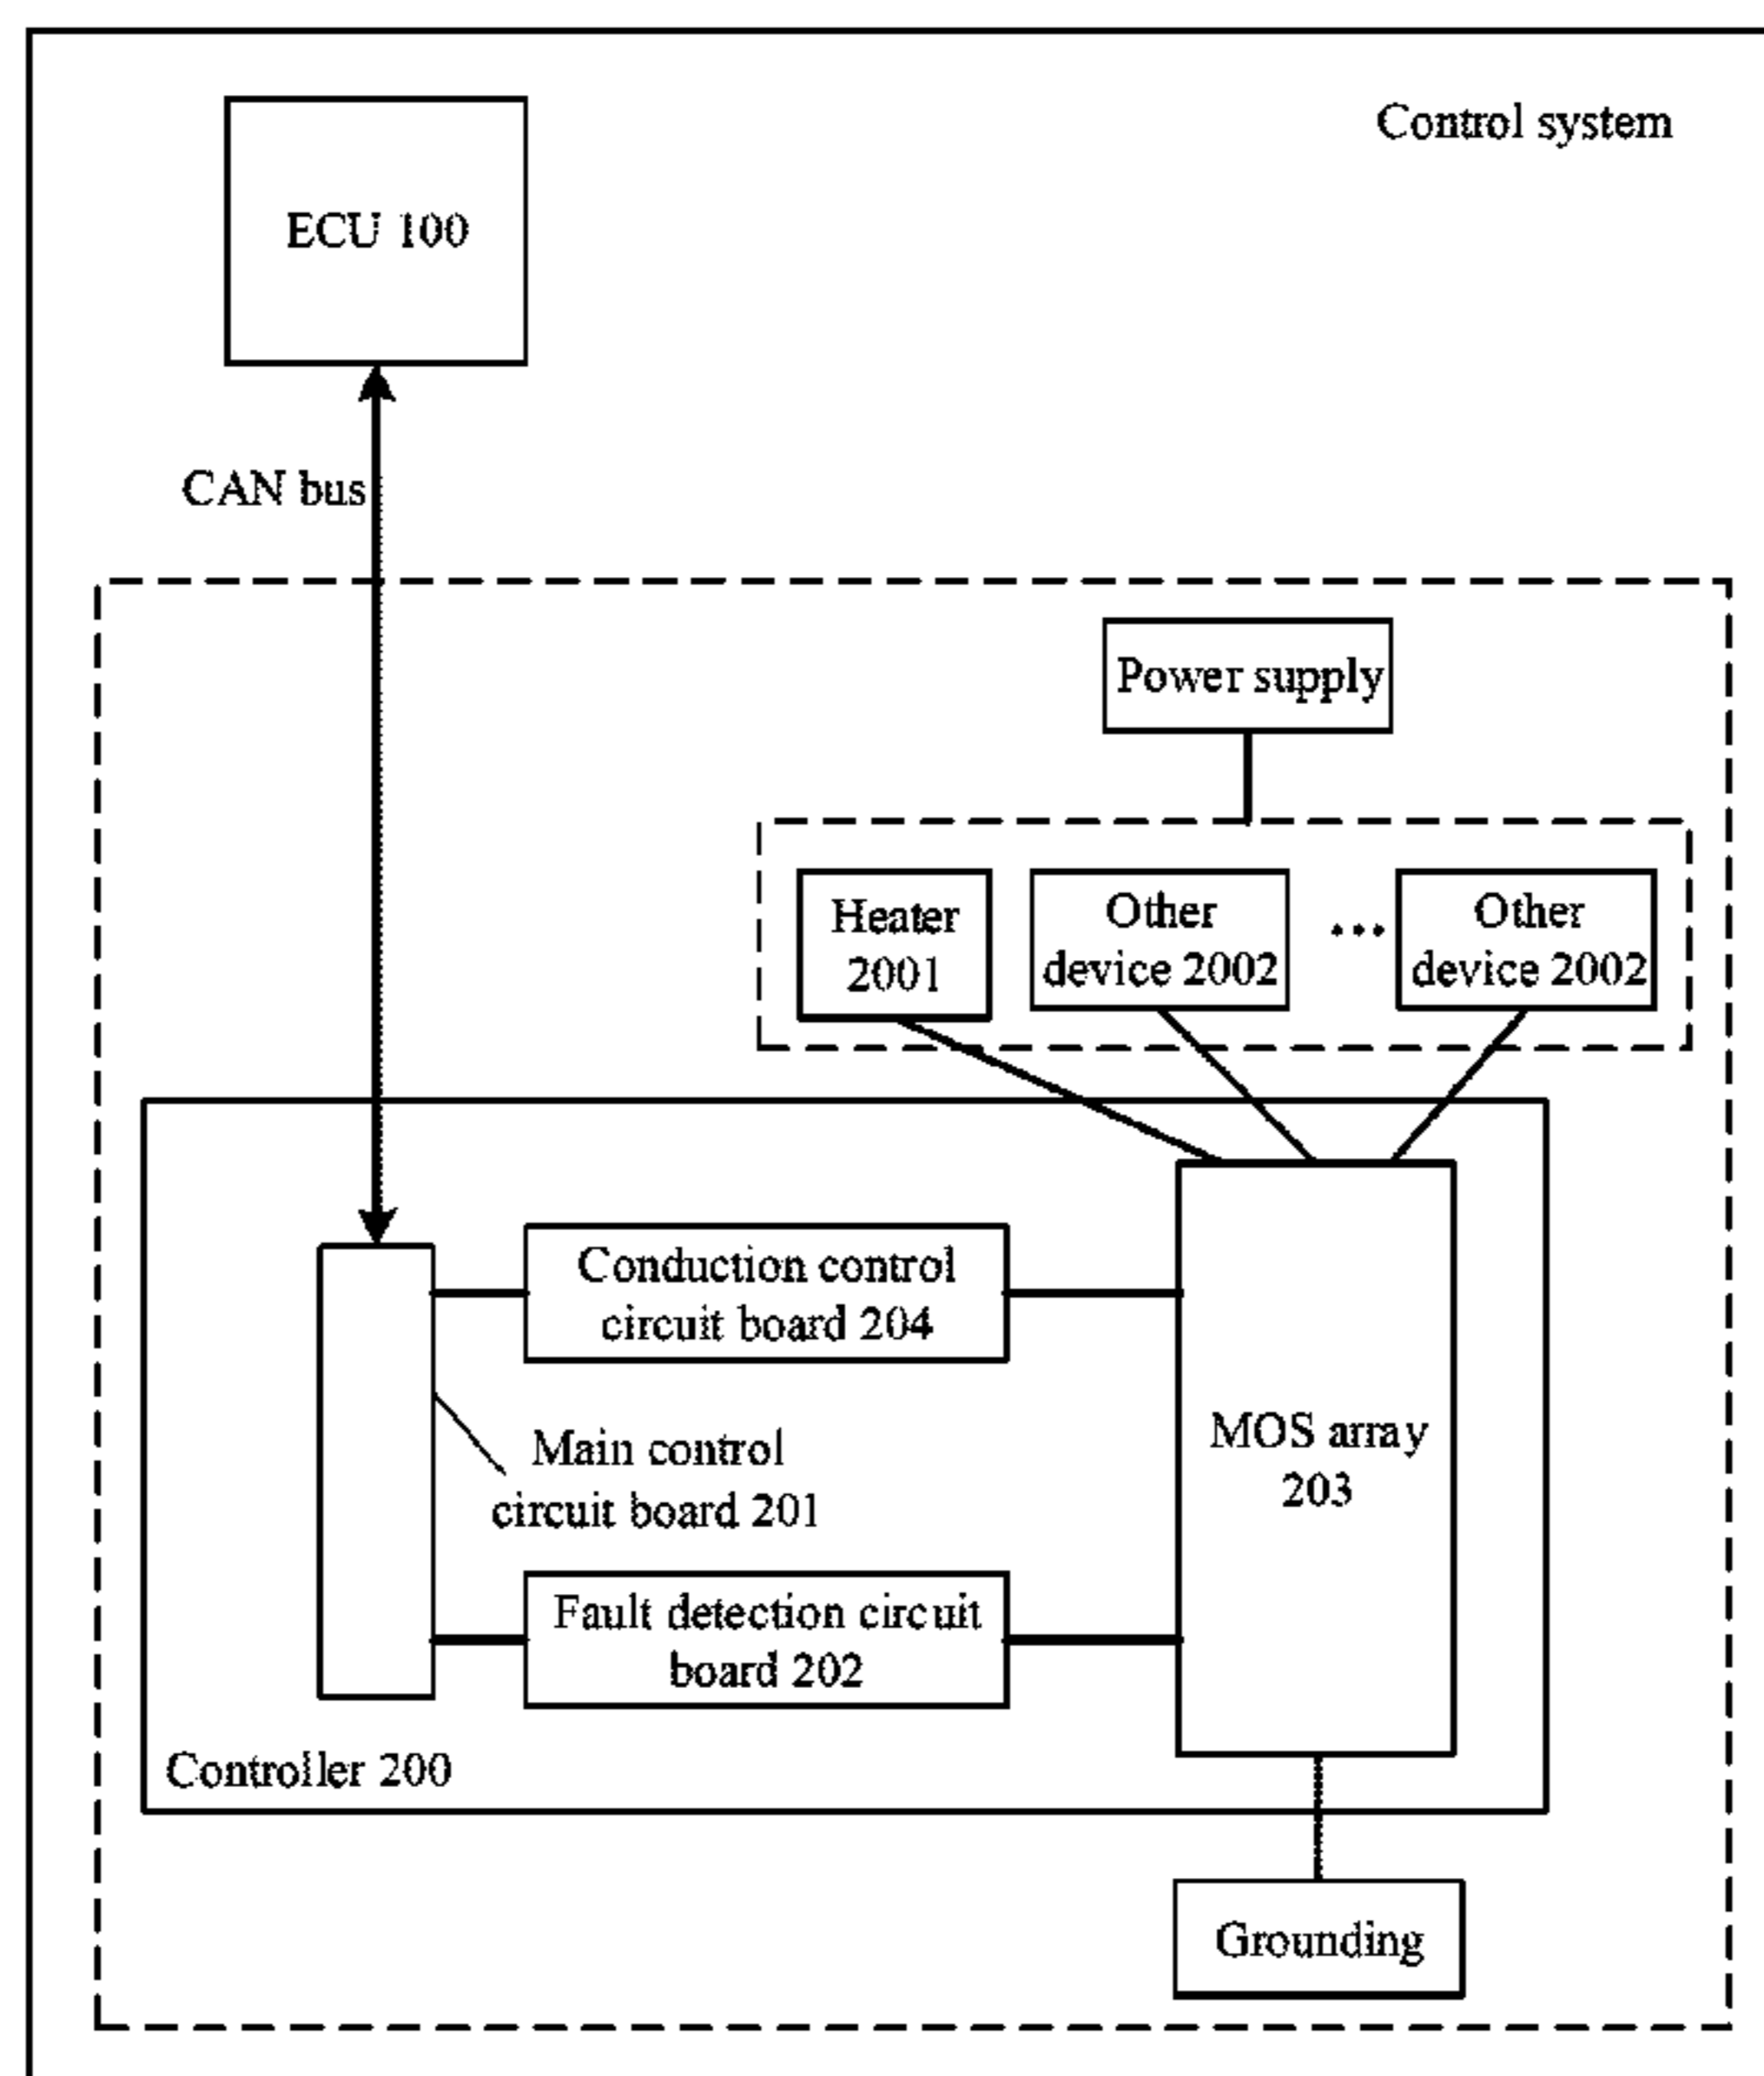 Control system
ECU 100
CAN bus
Power supply
Heater
2001
Other
device 2002
...
Other
device 2002
Conduction control
circuit board 204
Main control
circuit board 201
MOS array
203
Fault detection circuit
board 202
Controller 200
Grounding